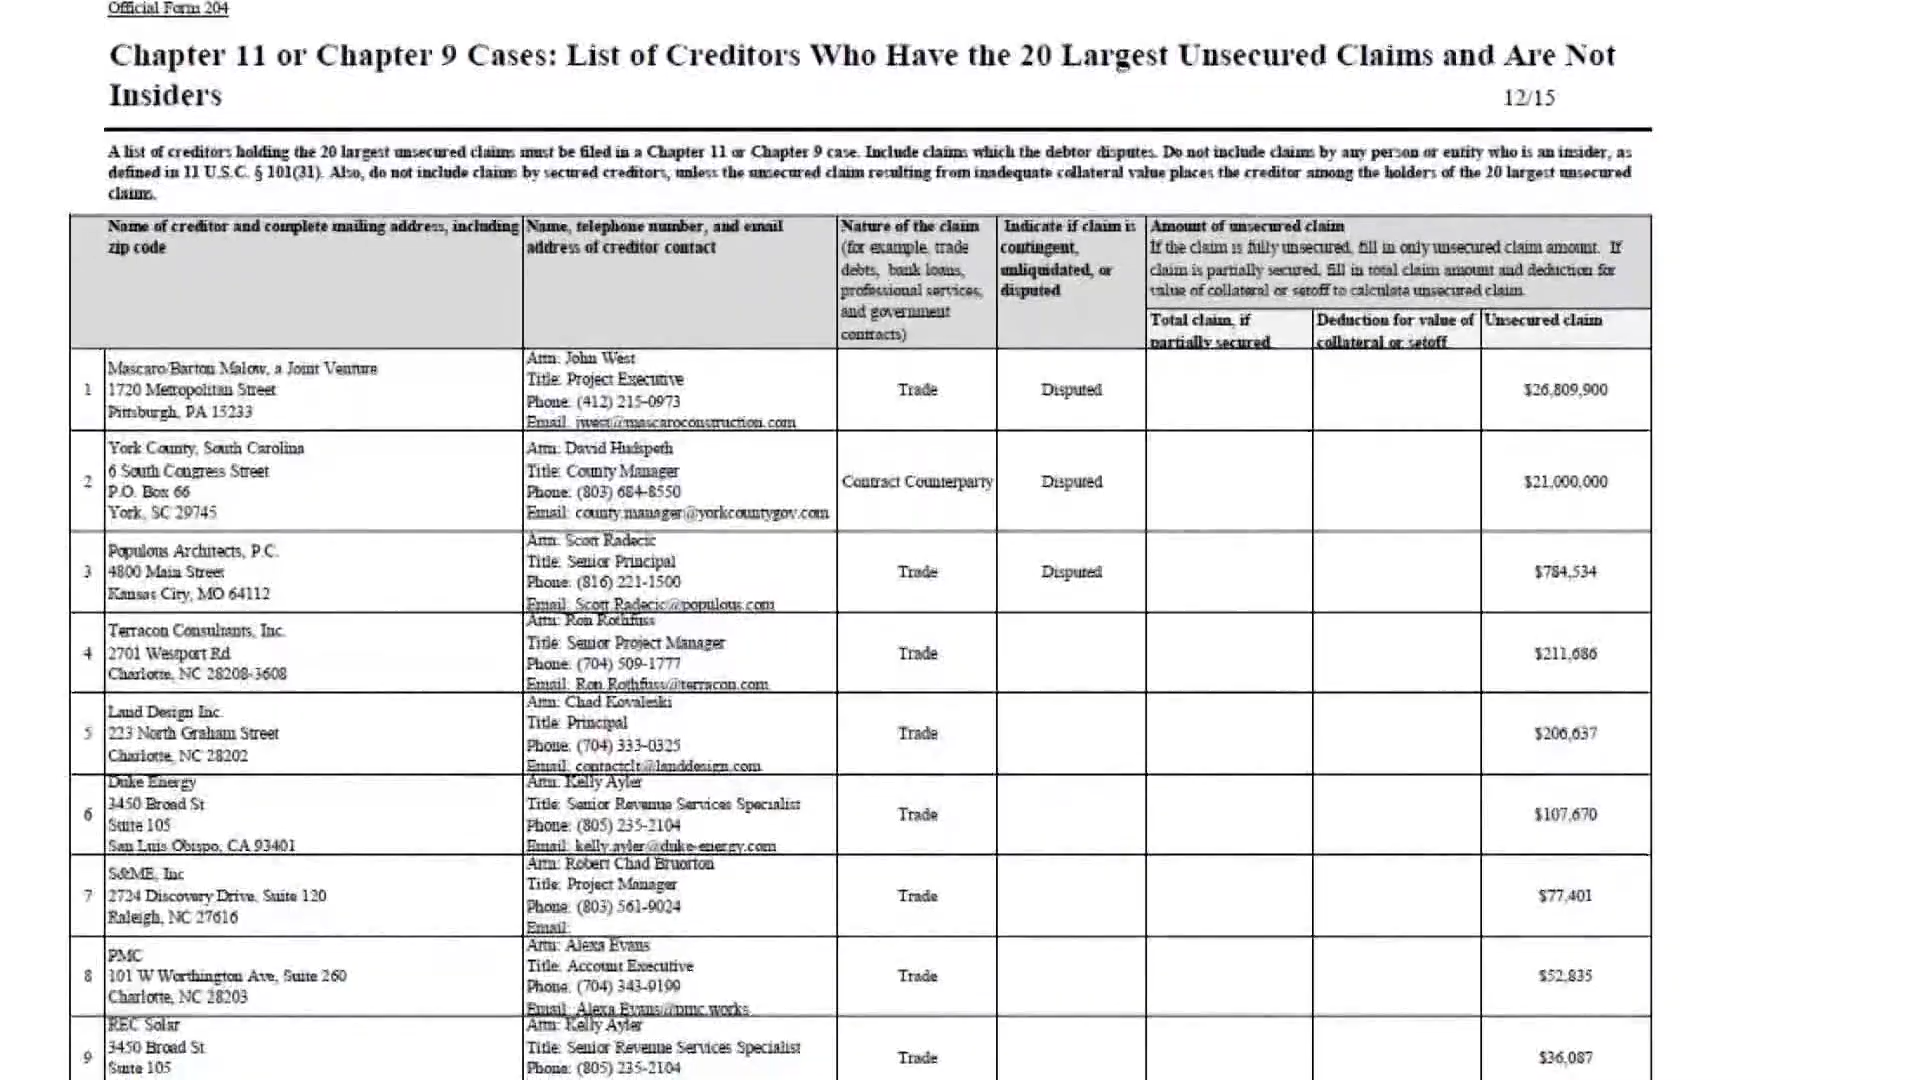 Official Form 204
Chapter 11 or Chapter 9 Cases: List of Creditors Who Have the 20 Largest Unsecured Claims and Are Not
Insiders
12/15
A list of creditors holding the 20 largest unsecured claims must be filed in a Chapter 11 or Chapter 9 case. Include claims which the debtor disputes. Do not include claims by any person or entity who is an insider, as
defined in 11 U.S.C. § 101(31). Also, do not include claims by secured creditors, unless the unsecured claim resulting from inadequate collateral value places the creditor among the holders of the 20 largest unsecured
claims.
Name of creditor and complete mailing address, including
zip code
Name, telephone number, and email
address of creditor contact
Nature of the claim
(for example, trade
debts, bank loans,
professional services,
and government
contracts)
Indicate if claim is
contingent,
unliquidated, or
disputed
Amount of unsecured claim
If the claim is fully unsecured, fill in only unsecured claim amount. If
claim is partially secured, fill in total claim amount and deduction for
value of collateral or setoff to calculate unsecured claim.
Total claim, if
partially secured
Deduction for value of
collateral or setoff
Unsecured claim
1
Mascaro/Barton Malow, a Joint Venture
1720 Metropolitan Street
Pittsburgh, PA 15233
Attn: John West
Title: Project Executive
Phone: (412) 215-0973
Email: jwest@mascaroconstruction.com
Trade
Disputed
$26,809,900
2
York County, South Carolina
6 South Congress Street
P.O. Box 66
York, SC 29745
Attn: David Hudspeth
Title: County Manager
Phone: (803) 684-8550
Email: county.manager@yorkcountygov.com
Contract Counterparty
Disputed
$21,000,000
3
Populous Architects, P.C.
4800 Main Street
Kansas City, MO 64112
Attn: Scott Radecic
Title: Senior Principal
Phone: (816) 221-1500
Email: Scott.Radecic@populous.com
Trade
Disputed
$784,534
4
Terracon Consultants, Inc.
2701 Westport Rd
Charlotte, NC 28208-3608
Attn: Ron Rothfuss
Title: Senior Project Manager
Phone: (704) 509-1777
Email: Ron.Rothfuss@terracon.com
Trade
$211,686
5
Land Design Inc.
223 North Graham Street
Charlotte, NC 28202
Attn: Chad Kovaleski
Title: Principal
Phone: (704) 333-0325
Email: contactclt@landdesign.com
Trade
$206,637
6
Duke Energy
3450 Broad St
Suite 105
San Luis Obispo, CA 93401
Attn: Kelly Ayler
Title: Senior Revenue Services Specialist
Phone: (805) 235-2104
Email: kelly.ayler@duke-energy.com
Trade
$107,670
7
S&ME, Inc
2724 Discovery Drive, Suite 120
Raleigh, NC 27616
Attn: Robert Chad Bruorton
Title: Project Manager
Phone: (803) 561-9024
Email:
Trade
$77,401
8
PMC
101 W Worthington Ave, Suite 260
Charlotte, NC 28203
Attn: Alexa Evans
Title: Account Executive
Phone: (704) 343-9199
Email: Alexa.Evans@pmc.works
Trade
$52,835
9
REC Solar
3450 Broad St
Suite 105
Attn: Kelly Ayler
Title: Senior Revenue Services Specialist
Phone: (805) 235-2104
Trade
$36,087